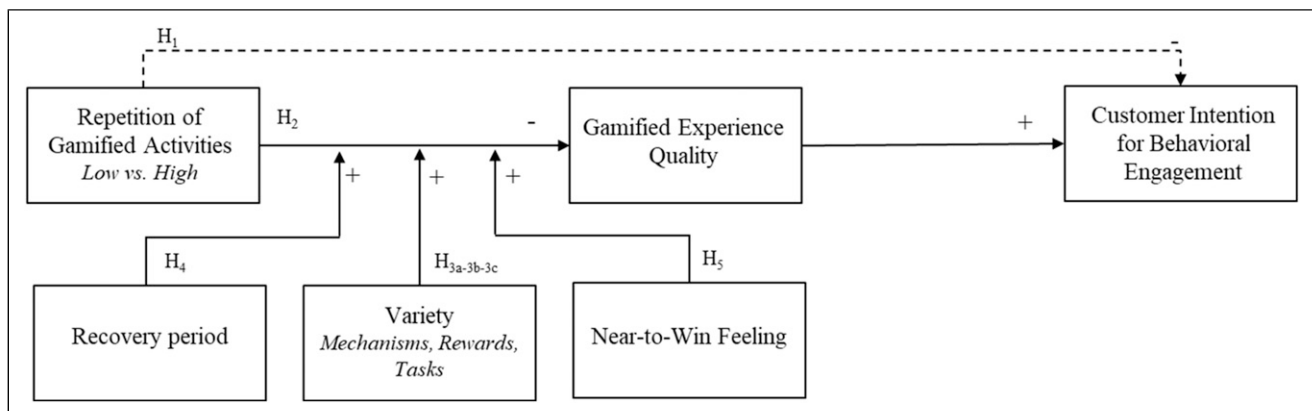 H₁
-
Repetition of
Gamified Activities
Low vs. High
H₂
-
Gamified Experience
Quality
+
Customer Intention
for Behavioral
Engagement
+
+
+
H₄
H₃ₐ₋₃b₋₃c
H₅
Recovery period
Variety
Mechanisms, Rewards,
Tasks
Near-to-Win Feeling